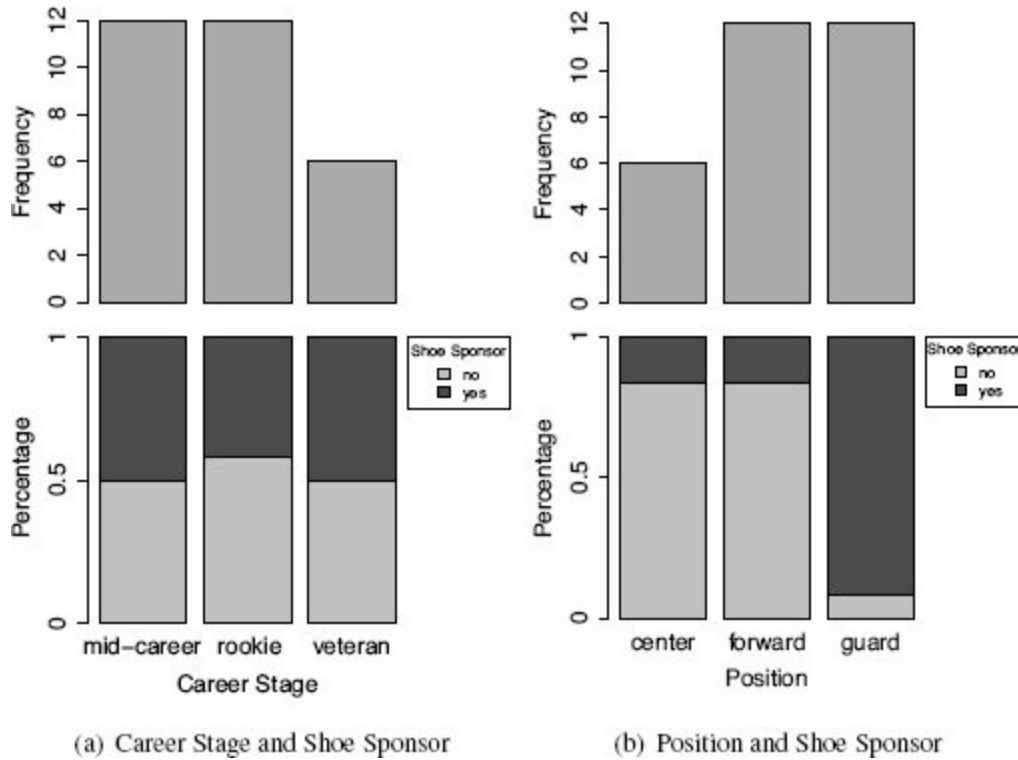 Frequency
0 2 4 6 8 10 12
Percentage
0 0.5 1
Shoe Sponsor
no
yes
mid-career rookie veteran
Career Stage
(a) Career Stage and Shoe Sponsor
Frequency
0 2 4 6 8 10 12
Percentage
0 0.5 1
Shoe Sponsor
no
yes
center forward guard
Position
(b) Position and Shoe Sponsor